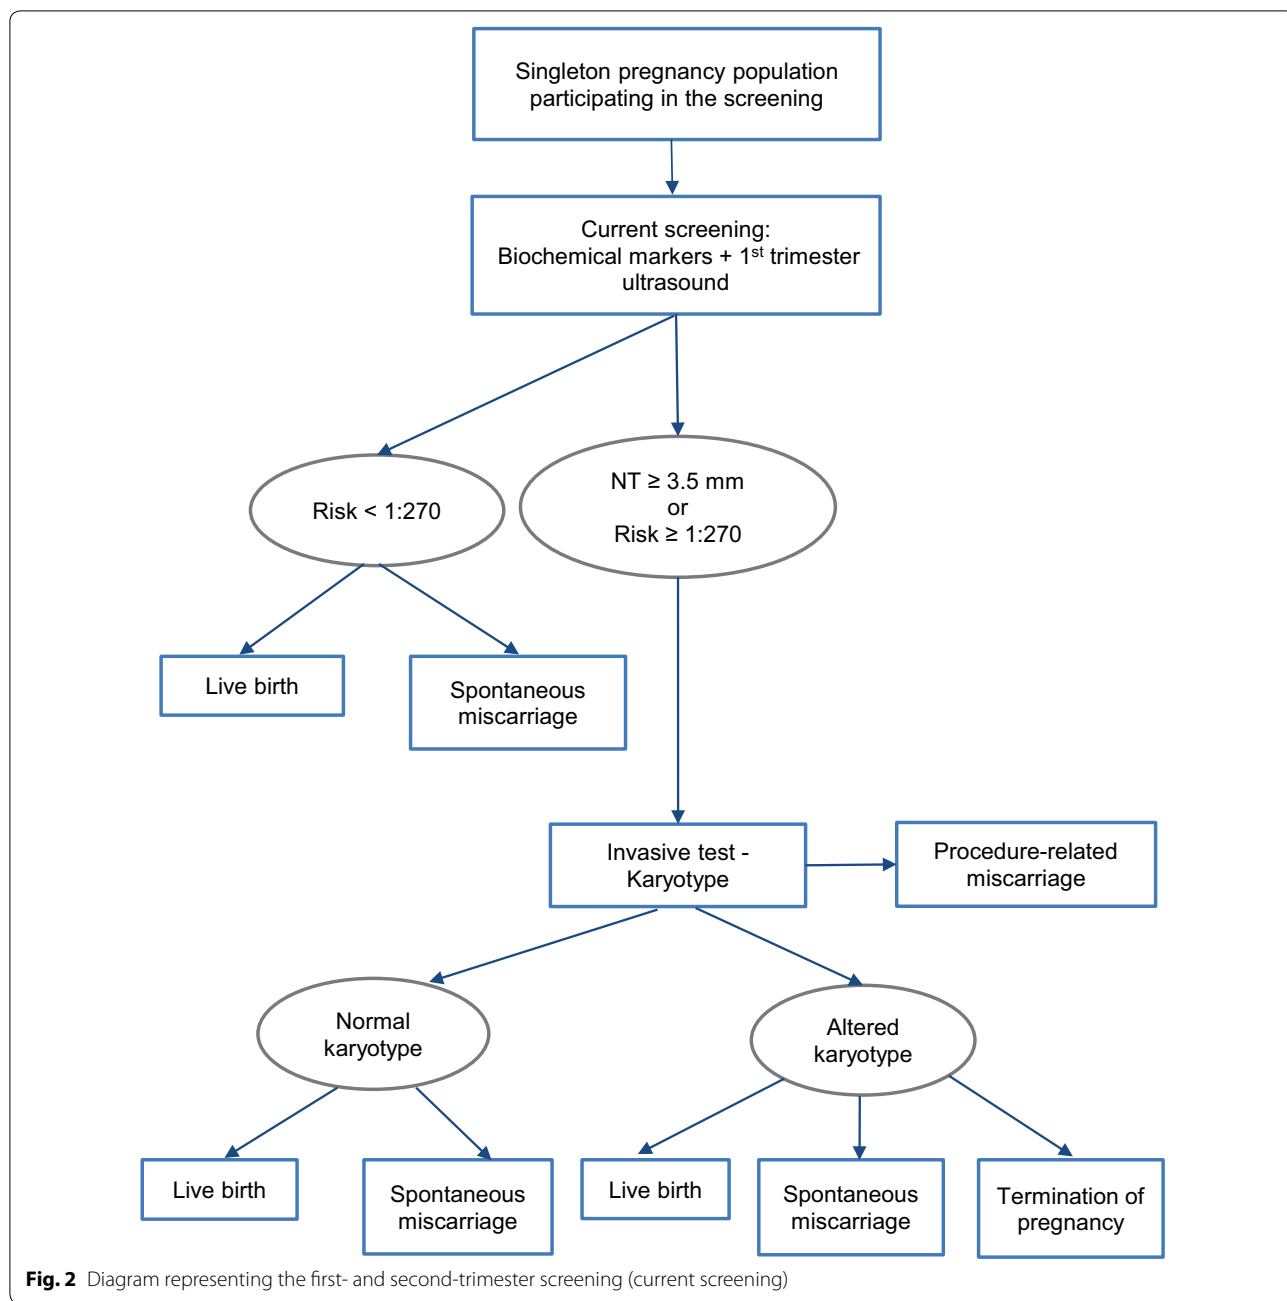 Singleton pregnancy population
participating in the screening
Current screening:
Biochemical markers + 1st trimester
ultrasound
Risk < 1:270
NT ≥ 3.5 mm
or
Risk ≥ 1:270
Live birth
Spontaneous
miscarriage
Invasive test -
Karyotype
Procedure-related
miscarriage
Normal
karyotype
Altered
karyotype
Live birth
Spontaneous
miscarriage
Live birth
Spontaneous
miscarriage
Termination of
pregnancy
Fig. 2 Diagram representing the first- and second-trimester screening (current screening)